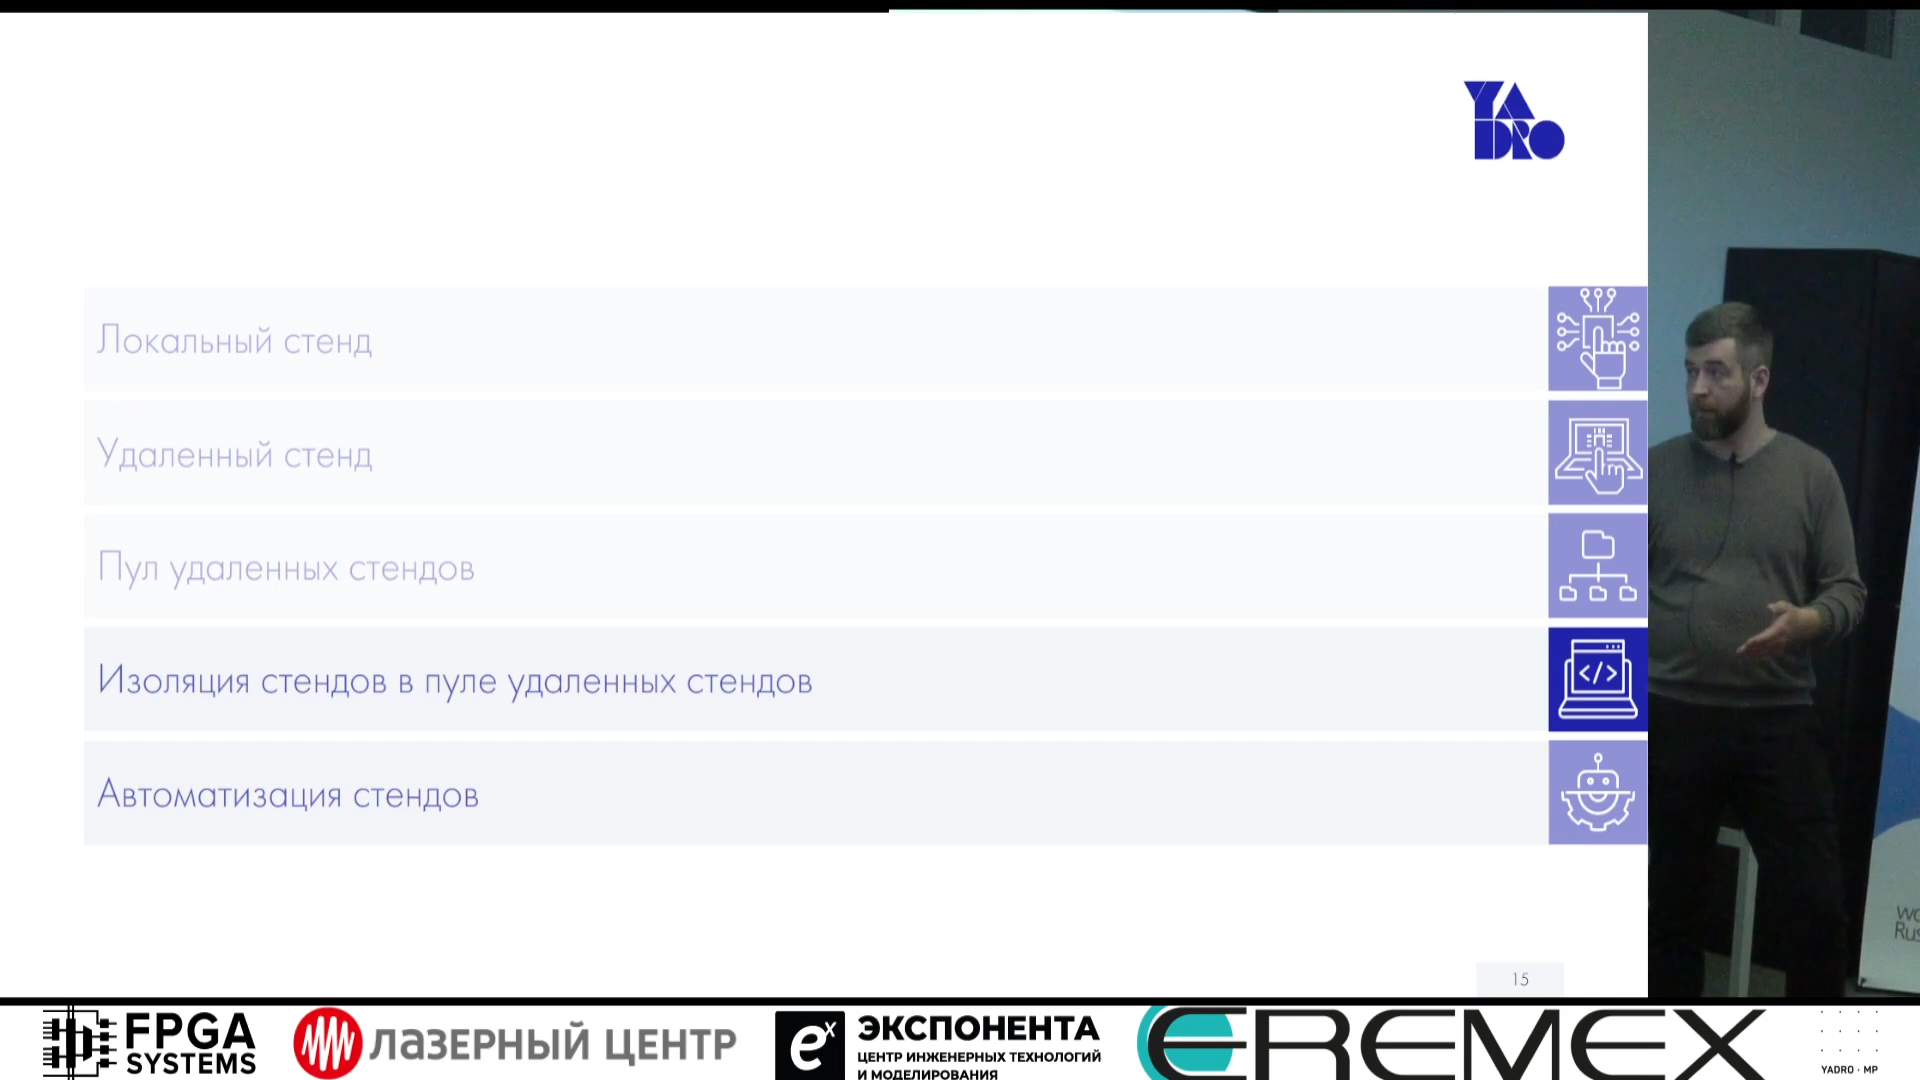 YADRO
Локальный стенд
Удаленный стенд
Пул удаленных стендов
Изоляция стендов в пуле удаленных стендов
</>
Автоматизация стендов
15
FPGA
SYSTEMS
ЛАЗЕРНЫЙ ЦЕНТР
ex
ЭКСПОНЕНТА
ЦЕНТР ИНЖЕНЕРНЫХ ТЕХНОЛОГИЙ
И МОДЕЛИРОВАНИЯ
EREMEX
YADRO · MP